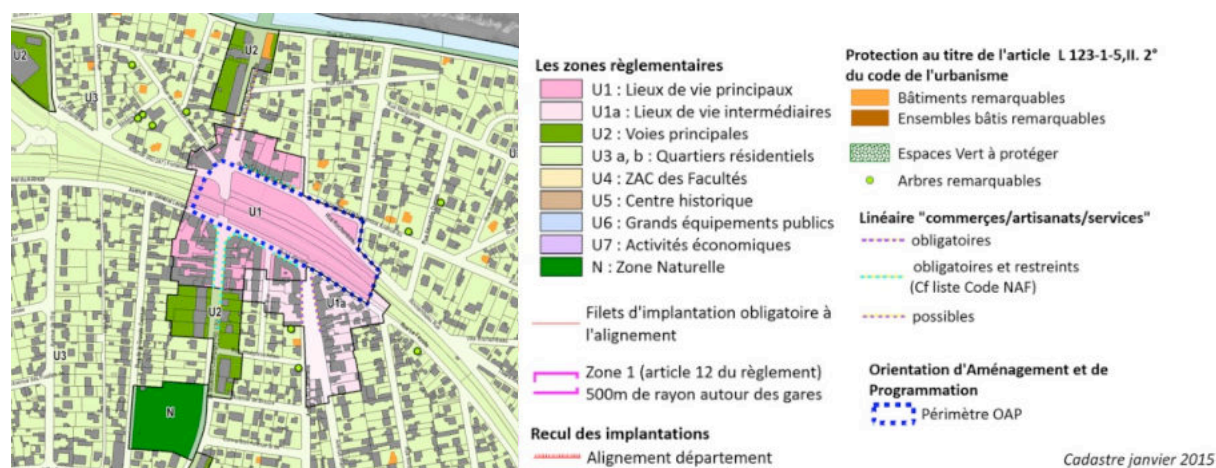 U2
U2
U3
U1
U1a
U2
U3
N
Les zones règlementaires
U1 : Lieux de vie principaux
U1a : Lieux de vie intermédiaires
U2 : Voies principales
U3 a, b : Quartiers résidentiels
U4 : ZAC des Facultés
U5 : Centre historique
U6 : Grands équipements publics
U7 : Activités économiques
N : Zone Naturelle
Filets d'implantation obligatoire à
l'alignement
Zone 1 (article 12 du règlement)
500m de rayon autour des gares
Recul des implantations
Alignement département
Protection au titre de l'article L 123-1-5,II. 2°
du code de l'urbanisme
Bâtiments remarquables
Ensembles bâtis remarquables
Espaces Vert à protéger
Arbres remarquables
Linéaire "commerces/artisanats/services"
obligatoires
obligatoires et restreints
(Cf liste Code NAF)
possibles
Orientation d'Aménagement et de
Programmation
Périmètre OAP
Cadastre janvier 2015